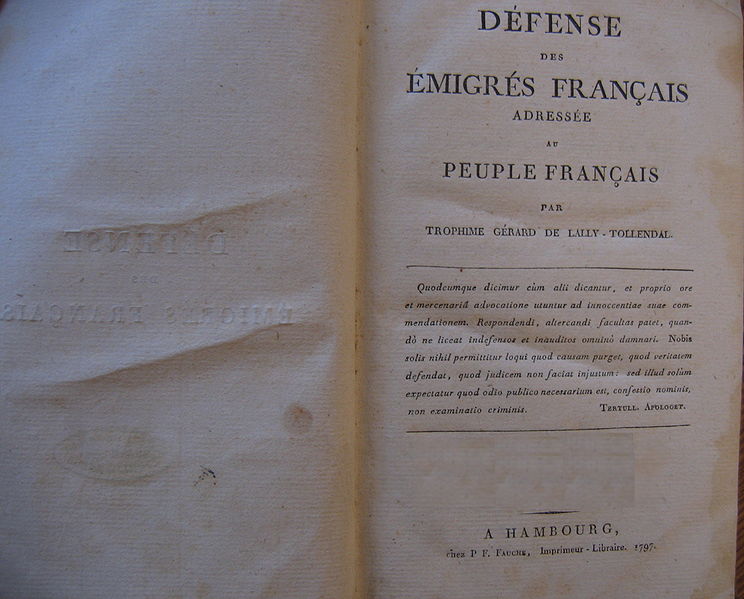 DÉFENSE
DES
ÉMIGRÉS FRANÇAIS
ADRESSÉE
AU
PEUPLE FRANÇAIS
PAR
TROPHIME GÉRARD DE LALLY-TOLLENDAL.
Quodcumque dicimur cùm alii dicantur, et proprio ore
et mercenariâ advocatione utuntur ad innocentiae suae com-
mendationem. Respondendi, altercandi facultas patet, quan-
dò ne liceat indefensos et inauditos omninò damnari. Nobis
solis nihil permittitur loqui quod causam purget, quod veritatem
defendat, quod judicem non faciat injustum: sed illud solùm
expectatur quod odio publico necessarium est, confessio nominis,
non examinatio criminis. TERTULL. APOLOGET.
A HAMBOURG,
chez P F. FAUCHE, Imprimeur-Libraire. 1797.